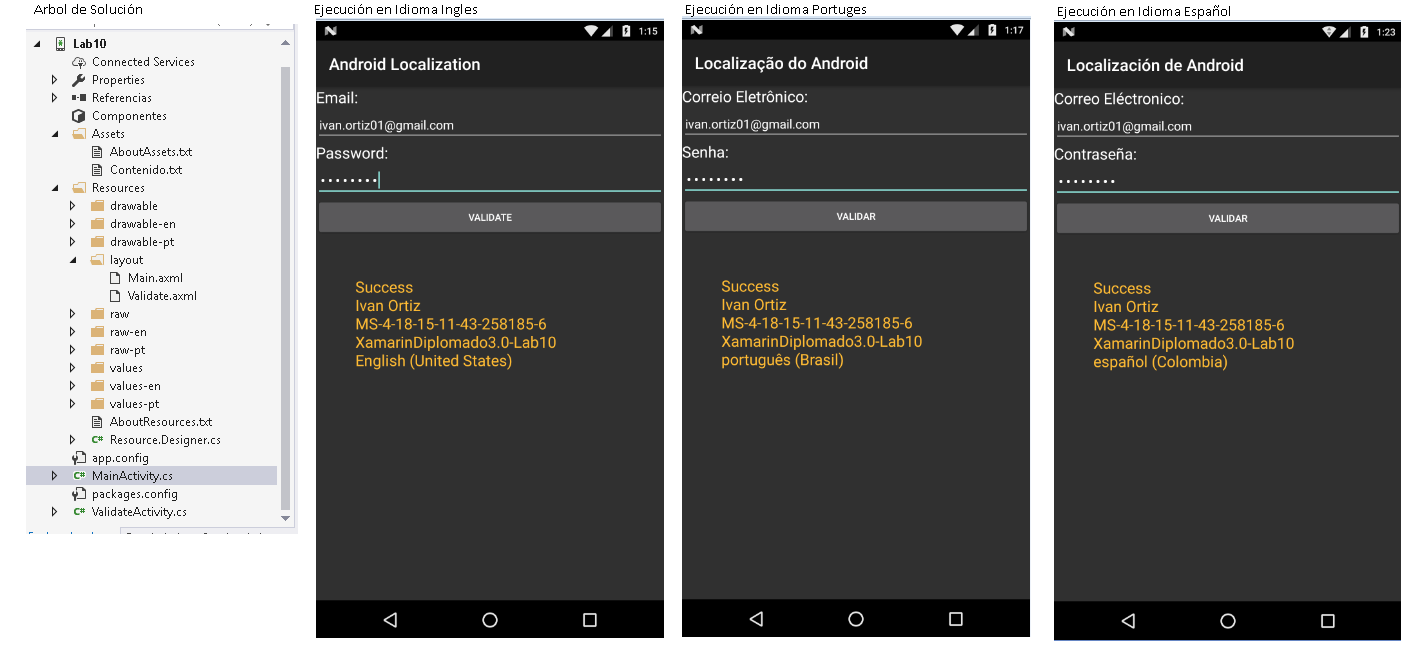 Arbol de Solución
Lab10
Connected Services
Properties
Referencias
Componentes
Assets
AboutAssets.txt
Contenido.txt
Resources
drawable
drawable-en
drawable-pt
layout
Main.axml
Validate.axml
raw
raw-en
raw-pt
values
values-en
values-pt
AboutResources.txt
C# Resource.Designer.cs
app.config
C# MainActivity.cs
packages.config
C# ValidateActivity.cs
Ejecución en Idioma Ingles
1:15
Android Localization
Email:
ivan.ortiz01@gmail.com
Password:
VALIDATE
Success
Ivan Ortiz
MS-4-18-15-11-43-258185-6
XamarinDiplomado3.0-Lab10
English (United States)
Ejecución en Idioma Portuges
1:17
Localização do Android
Correio Eletrônico:
ivan.ortiz01@gmail.com
Senha:
VALIDAR
Success
Ivan Ortiz
MS-4-18-15-11-43-258185-6
XamarinDiplomado3.0-Lab10
português (Brasil)
Ejecución en Idioma Español
1:23
Localización de Android
Correo Eléctronico:
ivan.ortiz01@gmail.com
Contraseña:
VALIDAR
Success
Ivan Ortiz
MS-4-18-15-11-43-258185-6
XamarinDiplomado3.0-Lab10
español (Colombia)